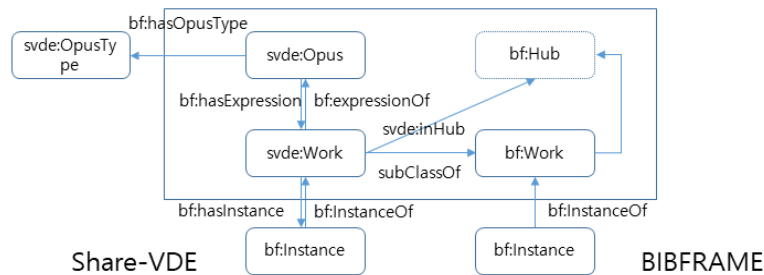 bf:hasOpusType
svde:OpusTy
pe
svde:Opus
bf:Hub
bf:hasExpression
bf:expressionOf
svde:inHub
svde:Work
bf:Work
subClassOf
bf:hasInstance
bf:InstanceOf
bf:InstanceOf
Share-VDE
bf:Instance
bf:Instance
BIBFRAME